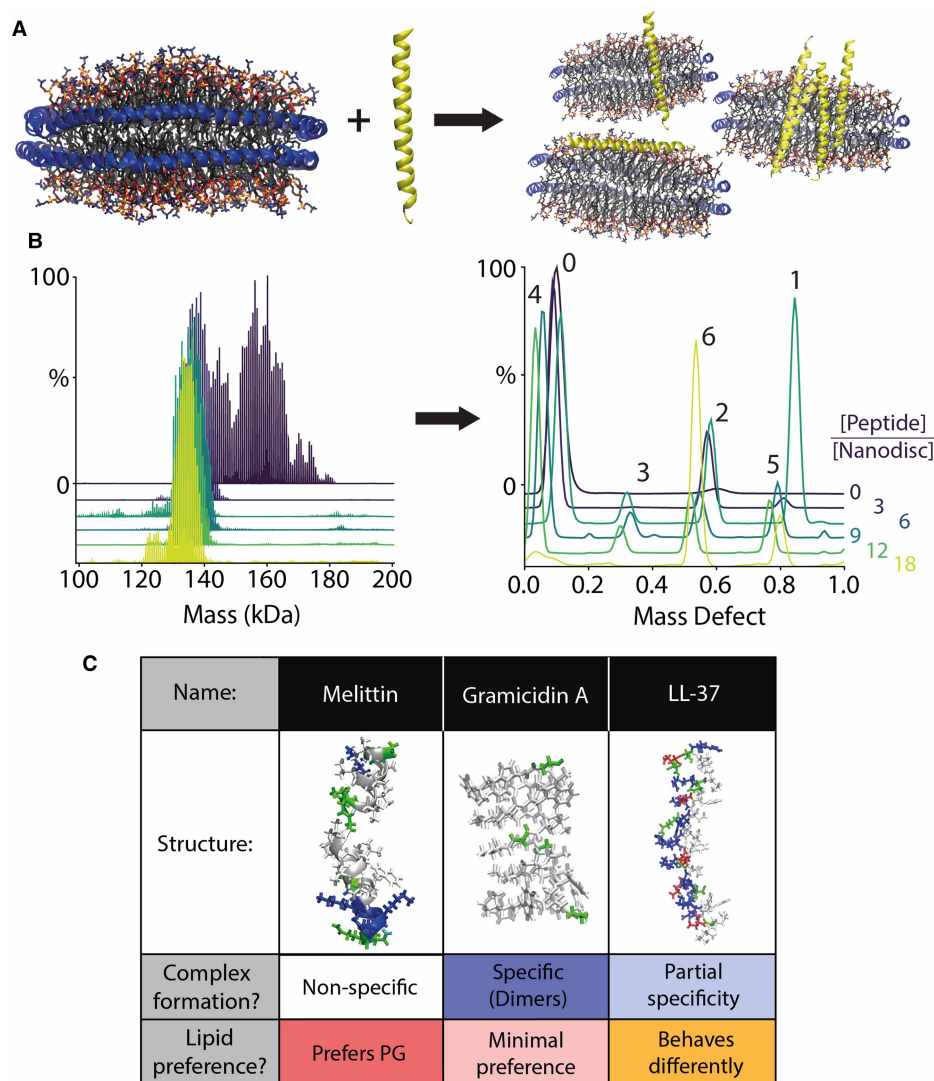 A
+
B
100
%
0
100 120 140 160 180 200
Mass (kDa)
100
%
0
0
4
1
6
2
3
5
[Peptide]
[Nanodisc]
0
3
6
9
12
18
0.0 0.2 0.4 0.6 0.8 1.0
Mass Defect
C
Name:
Melittin
Gramicidin A
LL-37
Structure:
Complex
formation?
Non-specific
Specific
(Dimers)
Partial
specificity
Lipid
preference?
Prefers PG
Minimal
preference
Behaves
differently